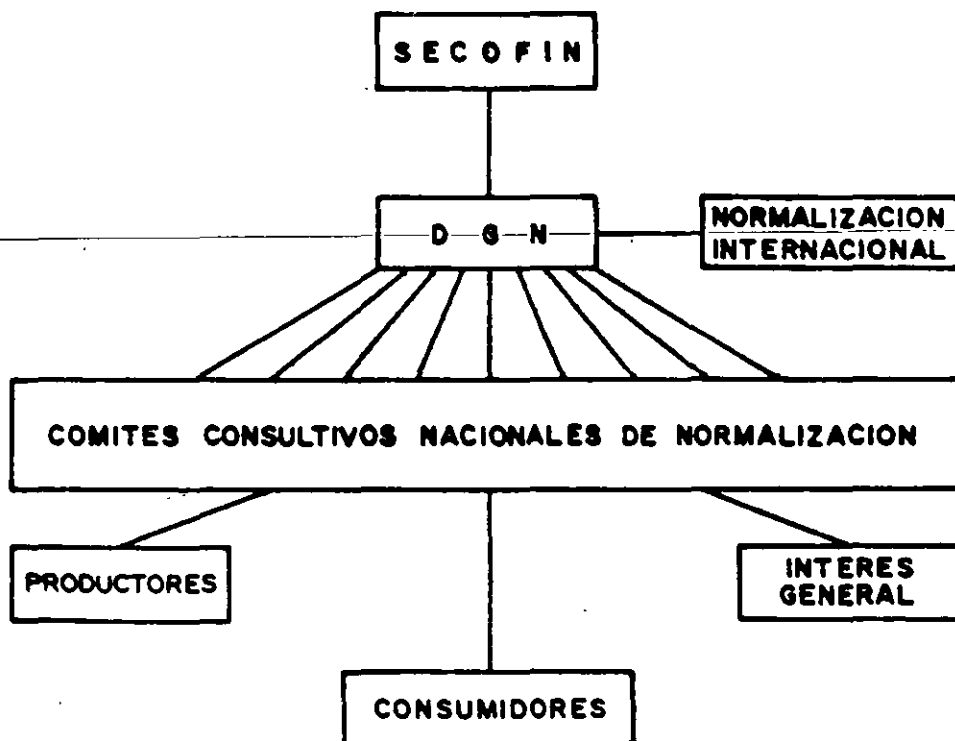 SECOFIN
D G N
NORMALIZACION
INTERNACIONAL
COMITES CONSULTIVOS NACIONALES DE NORMALIZACION
PRODUCTORES
INTERES
GENERAL
CONSUMIDORES